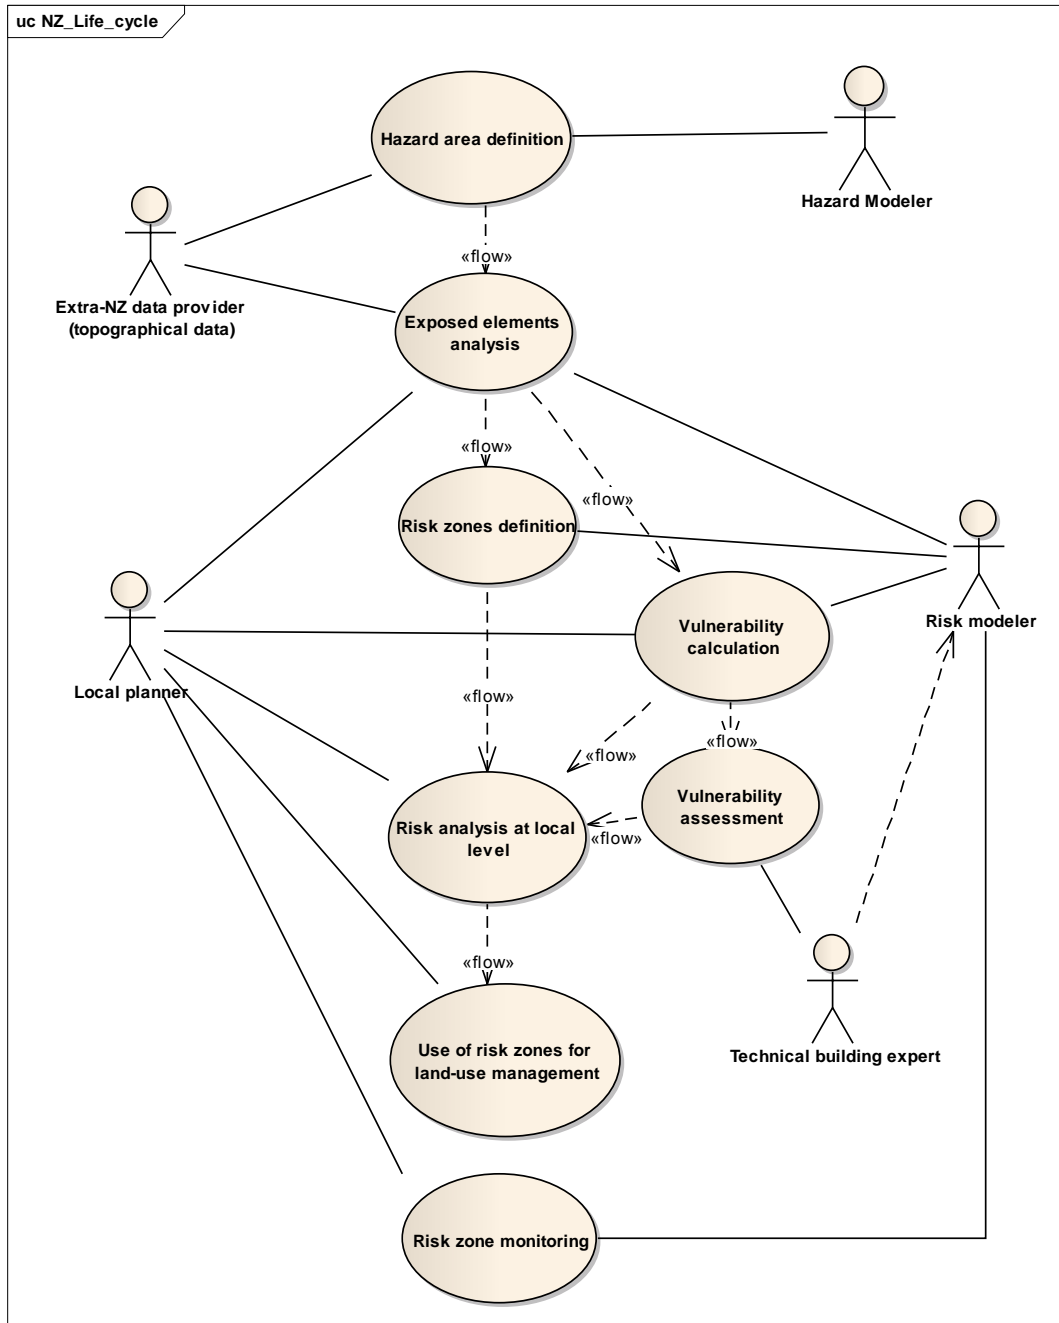 uc NZ_Life_cycle
Hazard area definition
Hazard Modeler
Extra-NZ data provider
(topographical data)
«flow»
Exposed elements
analysis
«flow»
«flow»
Risk zones definition
Risk modeler
Vulnerability
calculation
Local planner
«flow»
«flow»
«flow»
Vulnerability
assessment
Risk analysis at local
level
«flow»
«flow»
Technical building expert
Use of risk zones for
land-use management
Risk zone monitoring